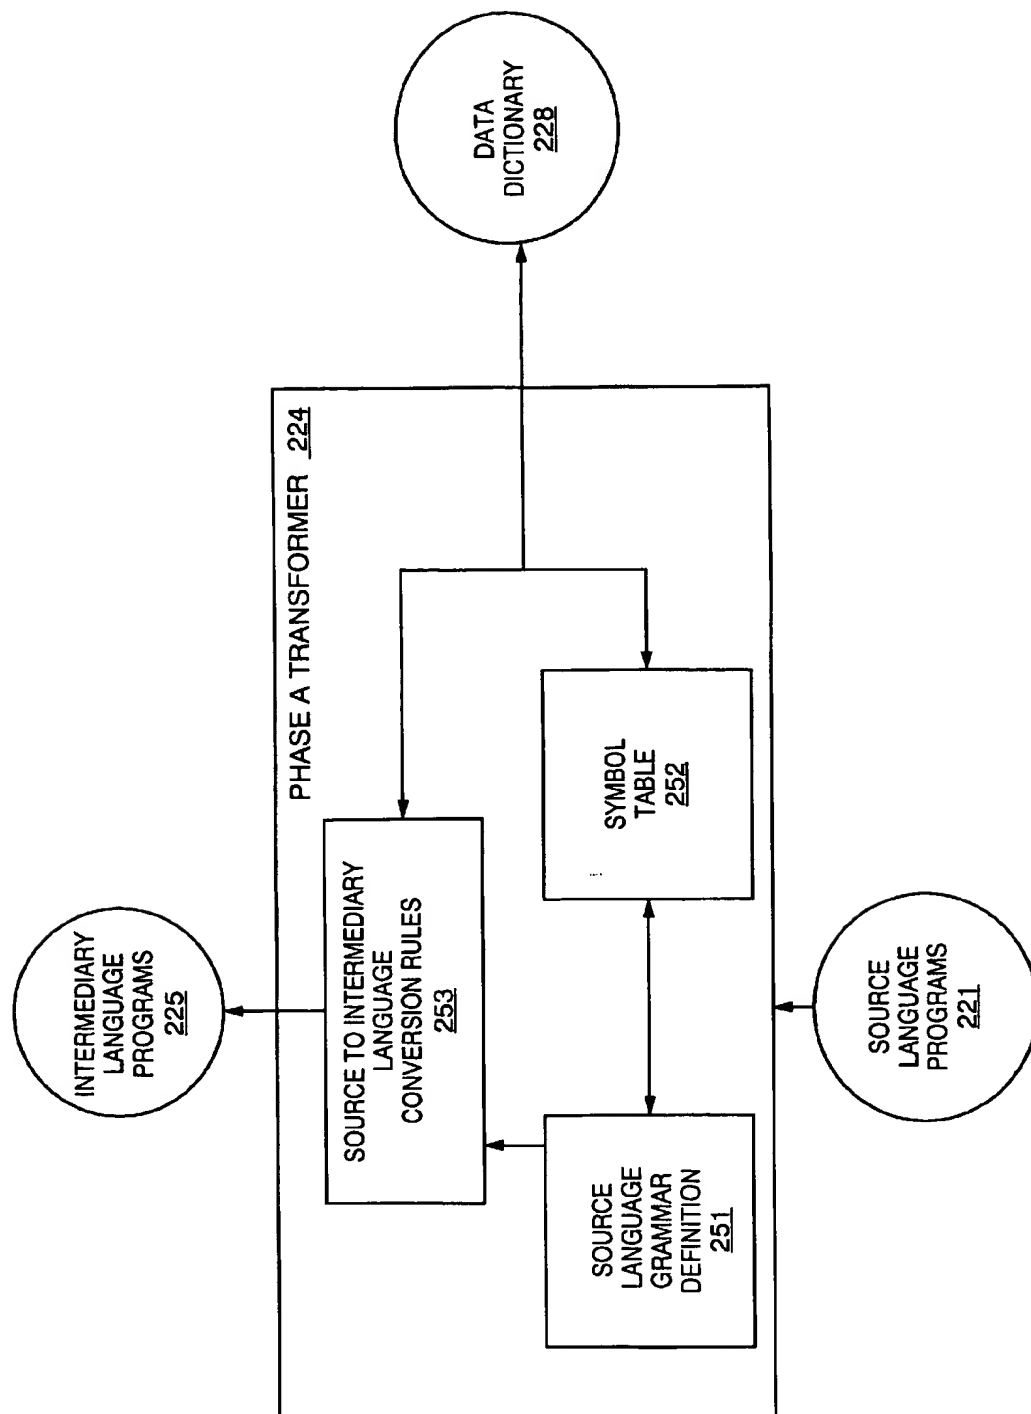 INTERMEDIARY
LANGUAGE
PROGRAMS
225
PHASE A TRANSFORMER 224
SOURCE TO INTERMEDIARY
LANGUAGE
CONVERSION RULES
253
DATA
DICTIONARY
228
SOURCE
LANGUAGE
GRAMMAR
DEFINITION
251
SYMBOL
TABLE
252
SOURCE
LANGUAGE
PROGRAMS
221